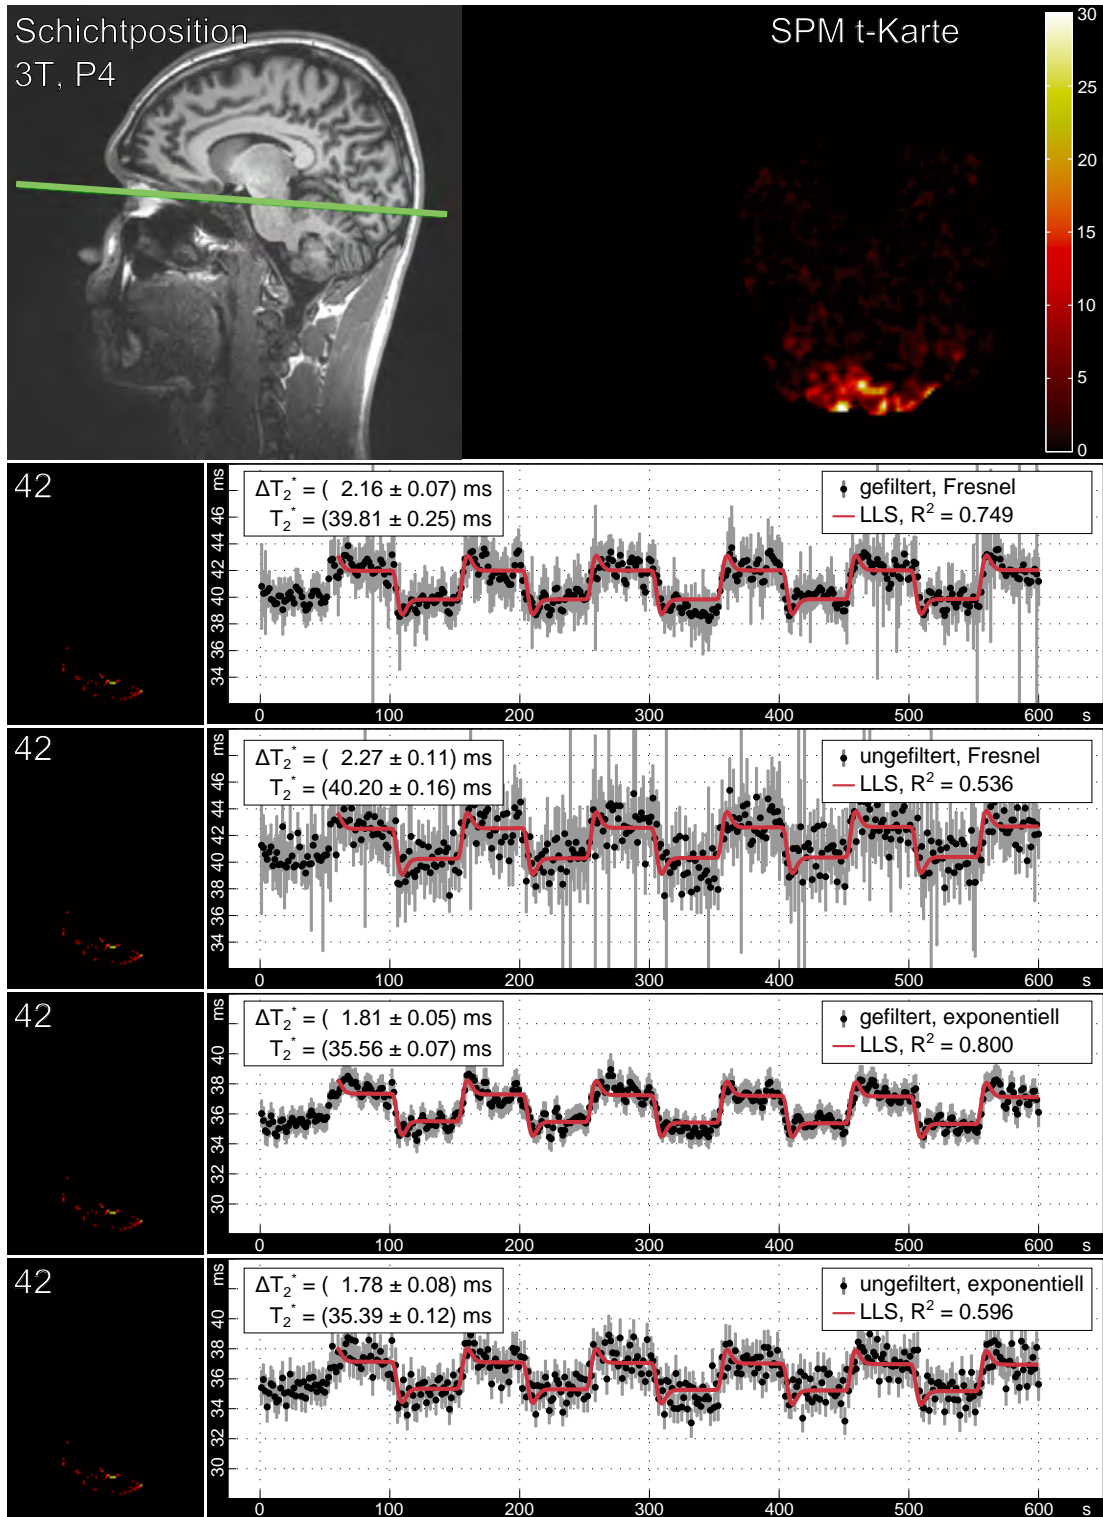 Schichtposition
3T, P4
SPM t-Karte
30
25
20
15
10
5
0
42
ms
46
44
42
40
38
36
34
ΔT₂* = ( 2.16 ± 0.07) ms
T₂* = (39.81 ± 0.25) ms
gefiltert, Fresnel
LLS, R² = 0.749
0 100 200 300 400 500 600 s
42
ms
46
44
42
40
38
36
34
ΔT₂* = ( 2.27 ± 0.11) ms
T₂* = (40.20 ± 0.16) ms
ungefiltert, Fresnel
LLS, R² = 0.536
0 100 200 300 400 500 600 s
42
ms
40
38
36
34
32
30
ΔT₂* = ( 1.81 ± 0.05) ms
T₂* = (35.56 ± 0.07) ms
gefiltert, exponentiell
LLS, R² = 0.800
0 100 200 300 400 500 600 s
42
ms
40
38
36
34
32
30
ΔT₂* = ( 1.78 ± 0.08) ms
T₂* = (35.39 ± 0.12) ms
ungefiltert, exponentiell
LLS, R² = 0.596
0 100 200 300 400 500 600 s